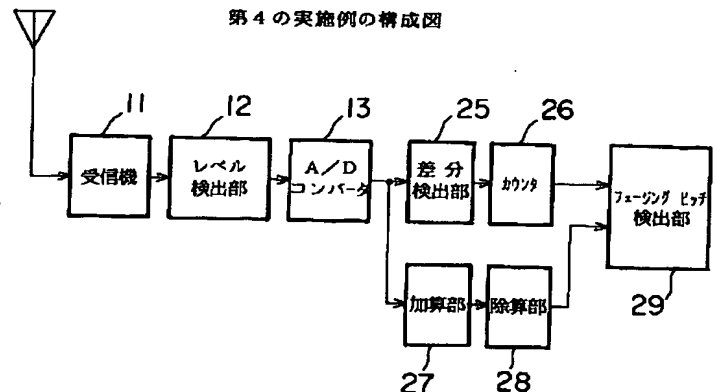 第4の実施例の構成図
11
12
13
25
26
受信機
レベル
検出部
A/D
コンバータ
差分
検出部
カウンタ
フェージング ピッチ
検出部
加算部
除算部
29
27
28